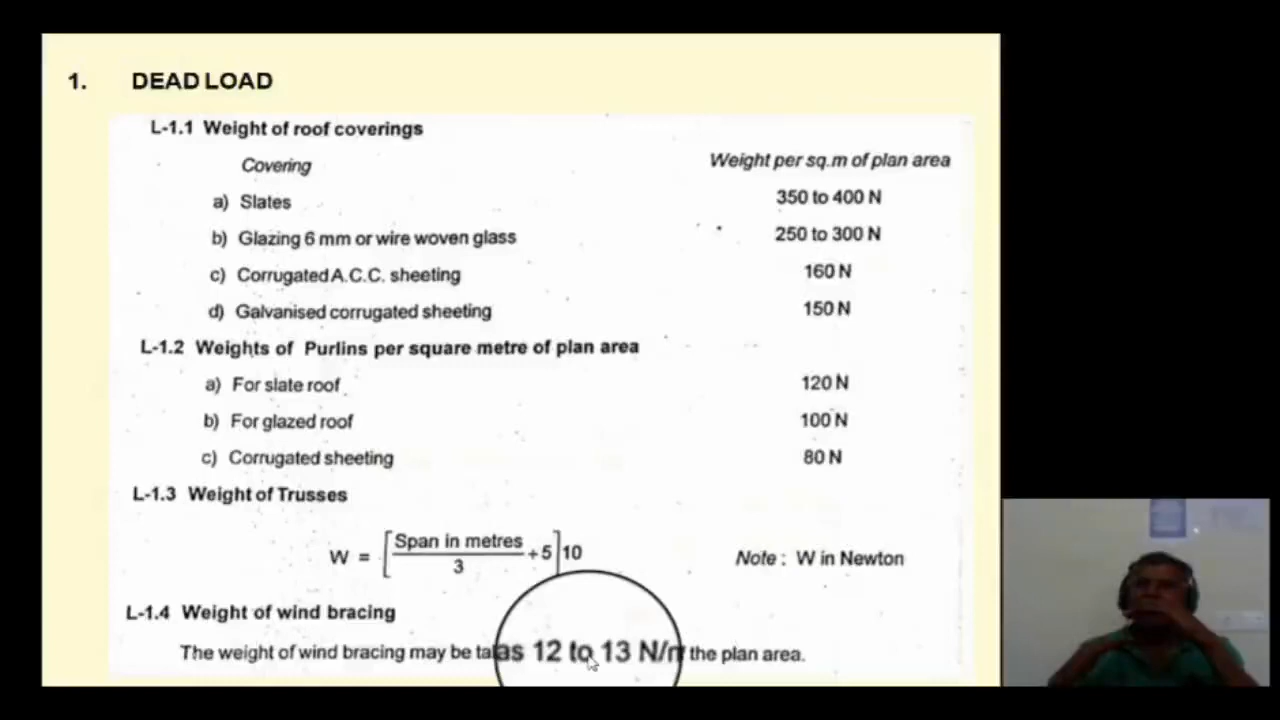 1. DEAD LOAD
L-1.1 Weight of roof coverings
Covering Weight per sq.m of plan area
a) Slates 350 to 400 N
b) Glazing 6 mm or wire woven glass 250 to 300 N
c) Corrugated A.C.C. sheeting 160 N
d) Galvanised corrugated sheeting 150 N
L-1.2 Weights of Purlins per square metre of plan area
a) For slate roof 120 N
b) For glazed roof 100 N
c) Corrugated sheeting 80 N
L-1.3 Weight of Trusses
W = [Span in metres / 3 + 5] 10 Note : W in Newton
L-1.4 Weight of wind bracing
The weight of wind bracing may be as 12 to 13 the plan area.